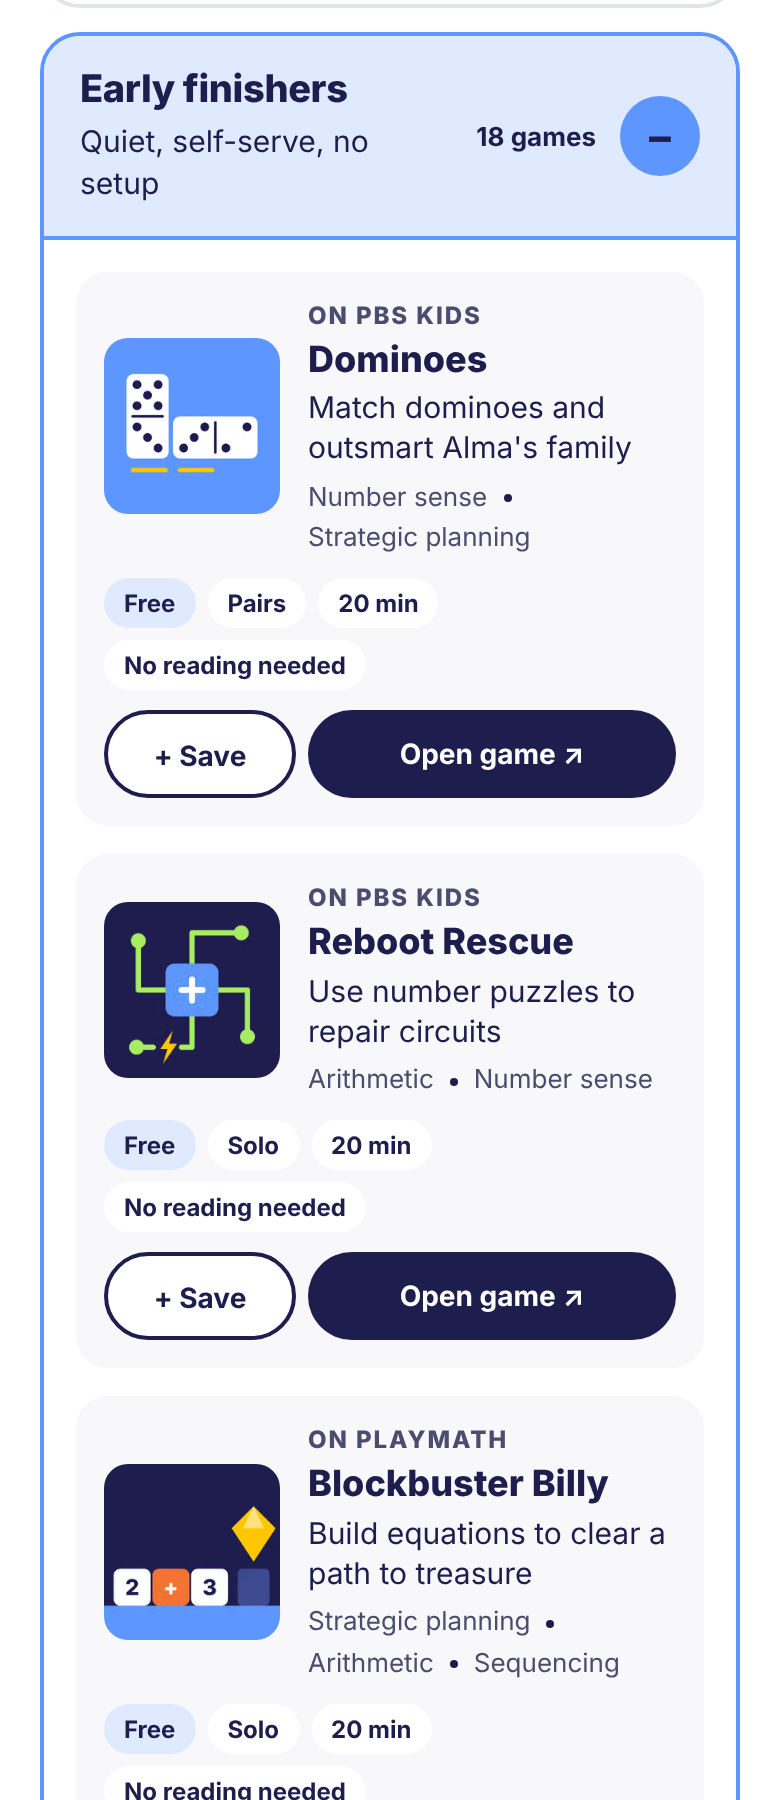 Early finishers
Quiet, self-serve, no
setup
18 games
–
ON PBS KIDS
Dominoes
Match dominoes and
outsmart Alma's family
Number sense •
Strategic planning
Free
Pairs
20 min
No reading needed
+ Save
Open game ↗
ON PBS KIDS
Reboot Rescue
Use number puzzles to
repair circuits
Arithmetic • Number sense
Free
Solo
20 min
No reading needed
+ Save
Open game ↗
ON PLAYMATH
Blockbuster Billy
Build equations to clear a
path to treasure
2 + 3
Strategic planning •
Arithmetic • Sequencing
Free
Solo
20 min
No reading needed